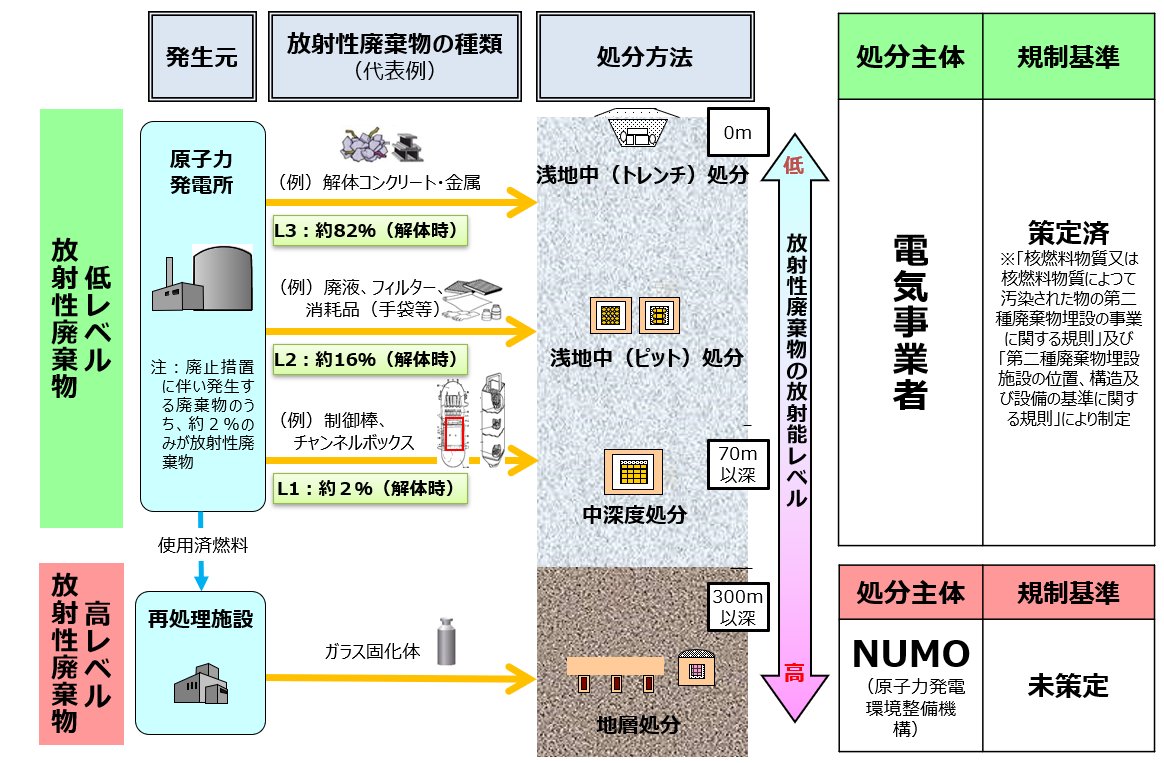 発生元
放射性廃棄物の種類
（代表例）
処分方法
処分主体
規制基準
低レベル
放射性廃棄物
原子力
発電所
注：廃止措置
に伴い発生す
る廃棄物のう
ち、約２％の
みが放射性廃
棄物
（例）解体コンクリート・金属
L3：約82%（解体時）
（例）廃液、フィルター、
消耗品（手袋等）
L2：約16%（解体時）
（例）制御棒、
チャンネルボックス
L1：約２%（解体時）
0m
浅地中（トレンチ）処分
浅地中（ピット）処分
70m
以深
中深度処分
低
放射性廃棄物の放射能レベル
高
電気事業者
策定済
※「核燃料物質又は
核燃料物質によつて
汚染された物の第二
種廃棄物埋設の事業
に関する規則」及び
「第二種廃棄物埋設
施設の位置、構造及
び設備の基準に関す
る規則」により制定
使用済燃料
高レベル
放射性廃棄物
再処理施設
ガラス固化体
300m
以深
地層処分
処分主体
規制基準
NUMO
（原子力発電
環境整備機
構）
未策定